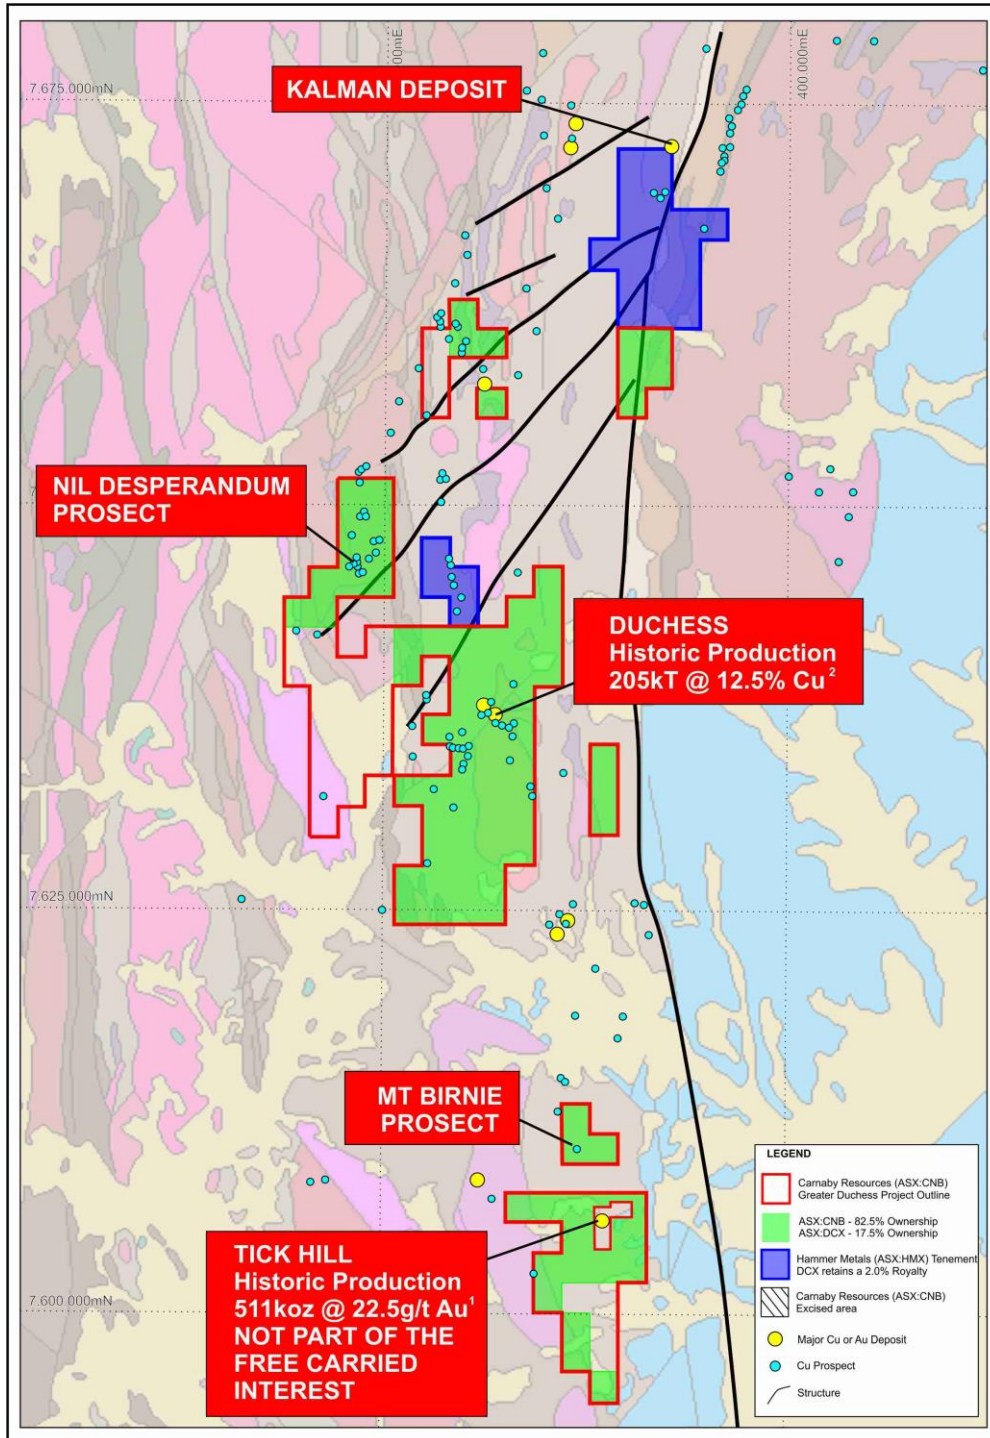 00mE
400 000mE
7.675.000mN
KALMAN DEPOSIT
NIL DESPERANDUM
PROSECT
DUCHESS
Historic Production
205kT @ 12.5% Cu²
7.625.000mN
MT BIRNIE
PROSECT
TICK HILL
Historic Production
511koz @ 22.5g/t Au¹
NOT PART OF THE
FREE CARRIED
INTEREST
7.600 000mN
LEGEND
Carnaby Resources (ASX:CNB)
Greater Duchess Project Outline
ASX:CNB - 82.5% Ownership
ASX:DCX - 17.5% Ownership
Hammer Metals (ASX:HMX) Tenement
DCX retains a 2.0% Royalty
Carnaby Resources (ASX:CNB)
Excised area
Major Cu or Au Deposit
Cu Prospect
Structure